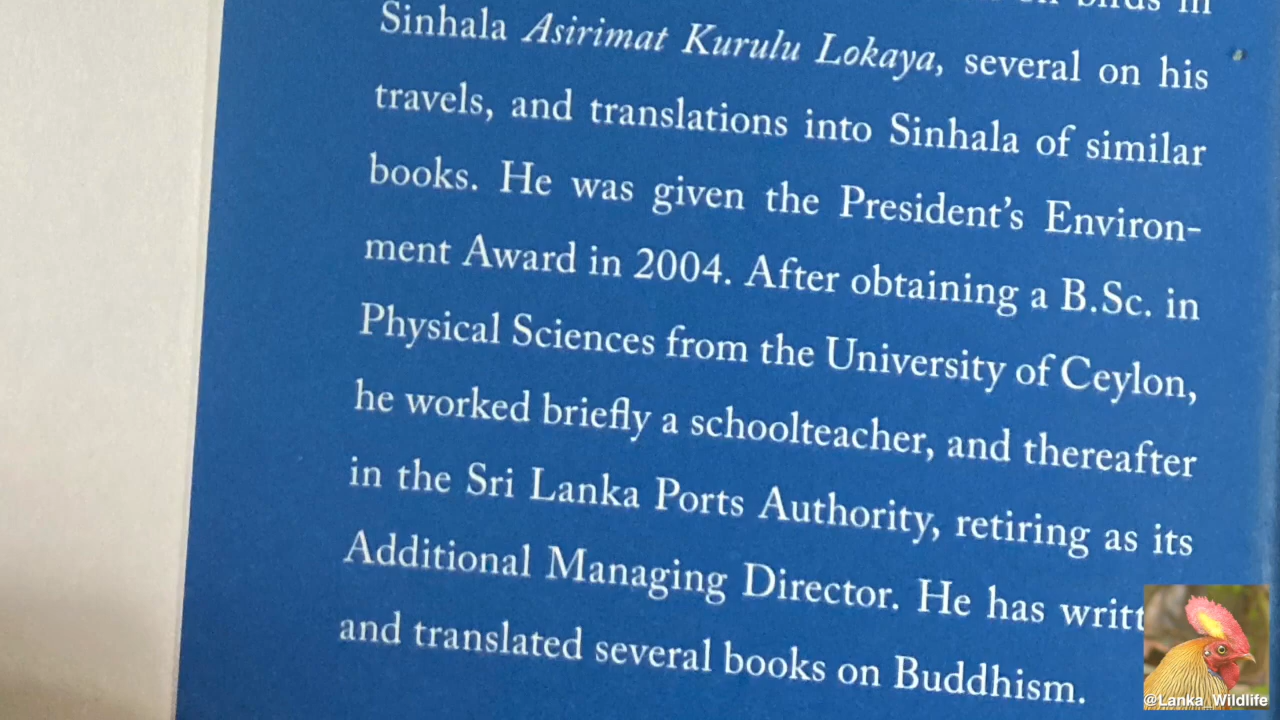 birds in
Sinhala Asirimat Kurulu Lokaya, several on his
travels, and translations into Sinhala of similar
books. He was given the President's Environ-
ment Award in 2004. After obtaining a B.Sc. in
Physical Sciences from the University of Ceylon,
he worked briefly a schoolteacher, and thereafter
in the Sri Lanka Ports Authority, retiring as its
Additional Managing Director. He has writt
and translated several books on Buddhism.
@Lanka_Wildlife